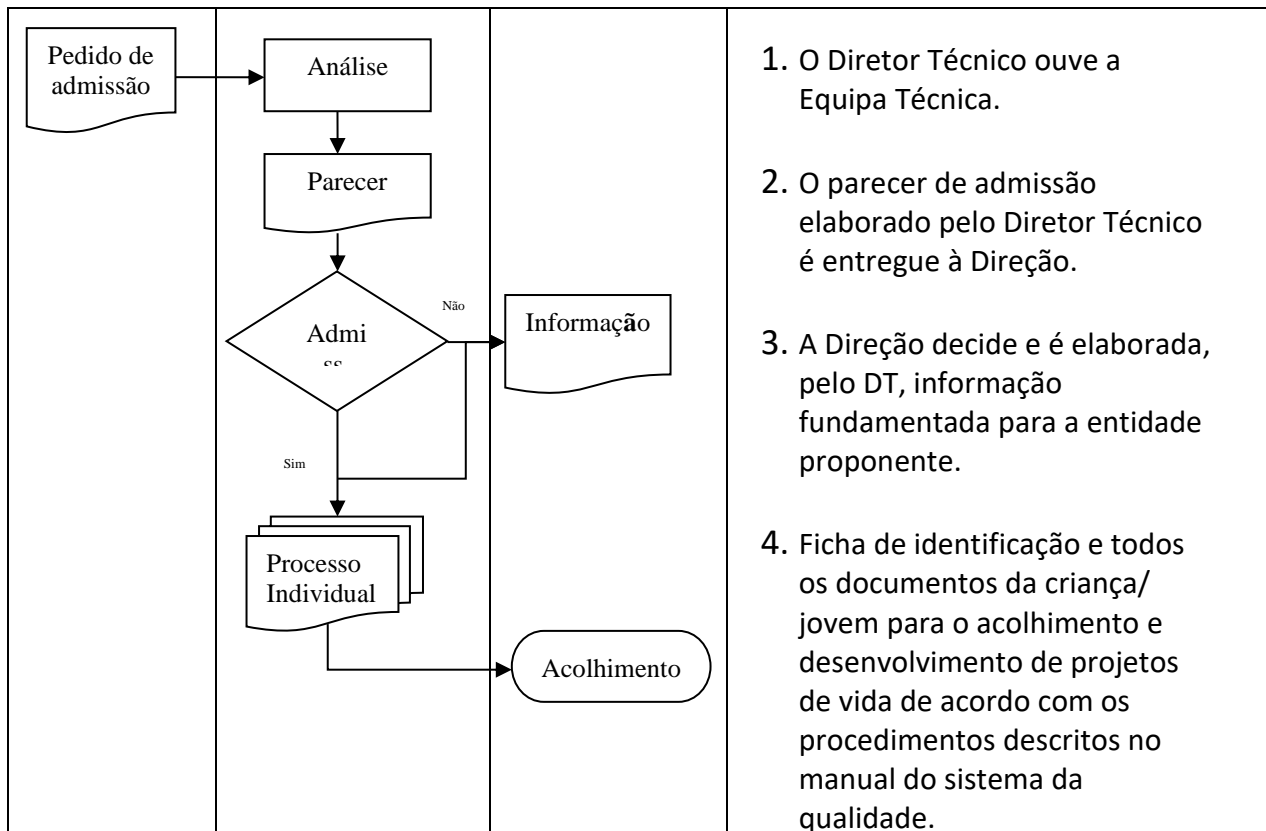 Pedido de
admissão
Análise
Parecer
Admi
ss
Não
Informação
Sim
Processo
Individual
Acolhimento
1. O Diretor Técnico ouve a
Equipa Técnica.
2. O parecer de admissão
elaborado pelo Diretor Técnico
é entregue à Direção.
3. A Direção decide e é elaborada,
pelo DT, informação
fundamentada para a entidade
proponente.
4. Ficha de identificação e todos
os documentos da criança/
jovem para o acolhimento e
desenvolvimento de projetos
de vida de acordo com os
procedimentos descritos no
manual do sistema da
qualidade.